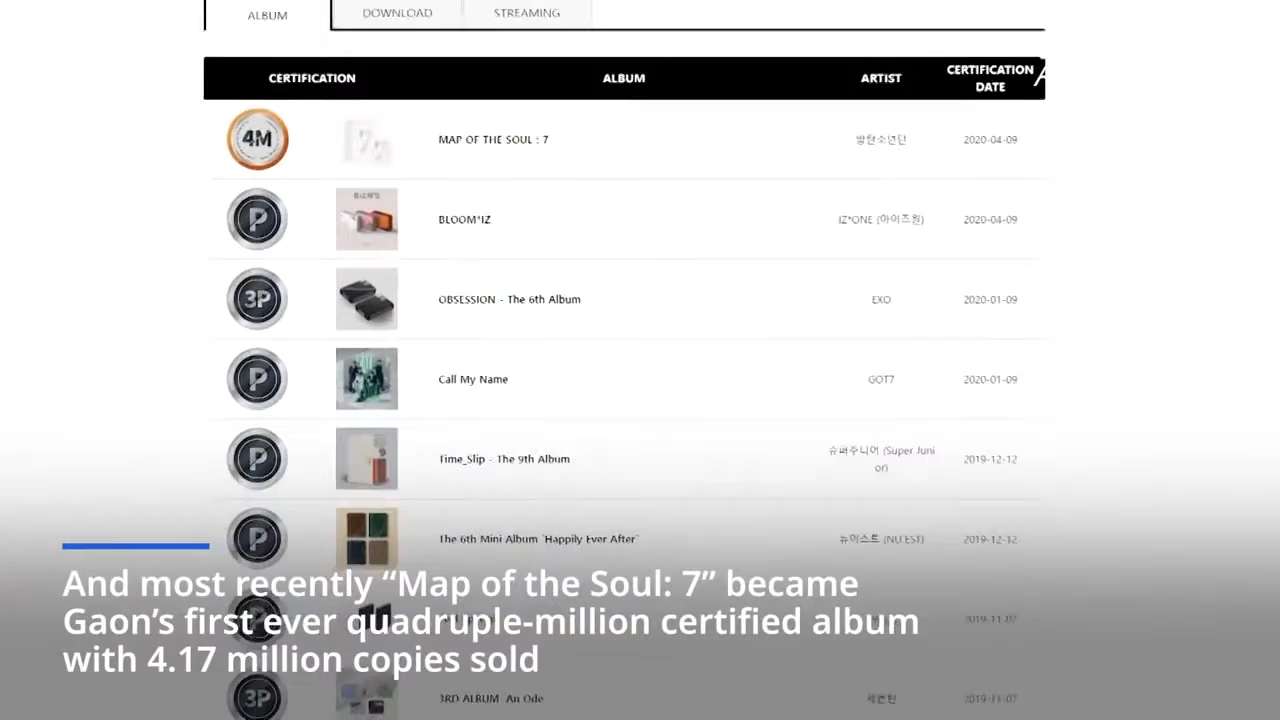 ALBUM
DOWNLOAD
STREAMING
CERTIFICATION
ALBUM
ARTIST
CERTIFICATION
DATE
4M
MAP OF THE SOUL : 7
방탄소년단
2020-04-09
P
BLOOM*IZ
IZ*ONE (아이즈원)
2020-04-09
3P
OBSESSION - The 6th Album
EXO
2020-01-09
P
Call My Name
GOT7
2020-01-09
P
Time_Slip - The 9th Album
슈퍼주니어 (Super Juni
or)
2019-12-12
P
The 6th Mini Album `Happily Ever After`
뉴이스트 (NU'EST)
2019-12-12
And most recently “Map of the Soul: 7” became
Gaon’s first ever quadruple-million certified album
with 4.17 million copies sold
2019-11-07
3P
3RD ALBUM `An Ode`
세븐틴
2019-11-07